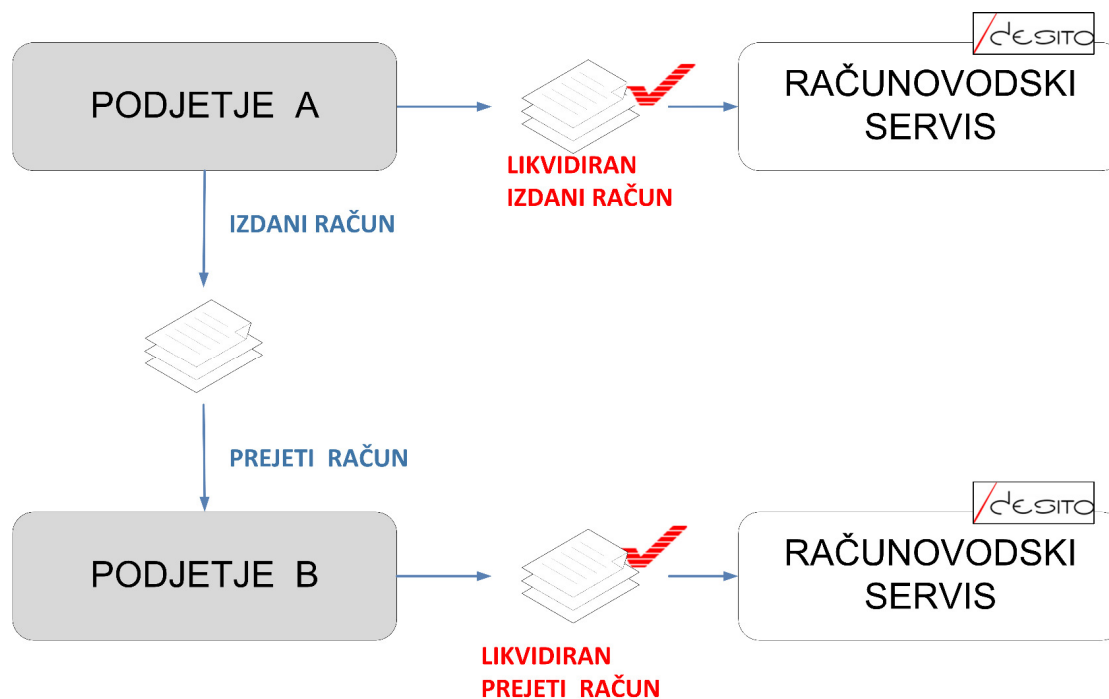 desito
PODJETJE A
RAČUNOVODSKI
SERVIS
LIKVIDIRAN
IZDANI RAČUN
IZDANI RAČUN
PREJETI RAČUN
desito
PODJETJE B
RAČUNOVODSKI
SERVIS
LIKVIDIRAN
PREJETI RAČUN